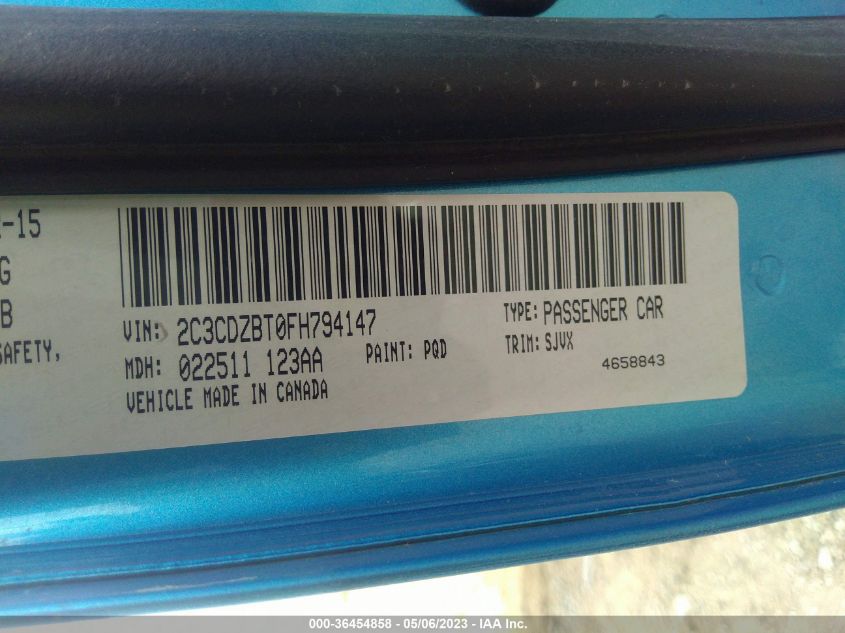 -15
G
B
SAFETY,
VIN: 2C3CDZBT0FH794147
TYPE: PASSENGER CAR
MDH: 022511 123AA
PAINT: PQD
TRIM: SJVX
VEHICLE MADE IN CANADA
4658843
000-36454858 - 05/06/2023 - IAA Inc.